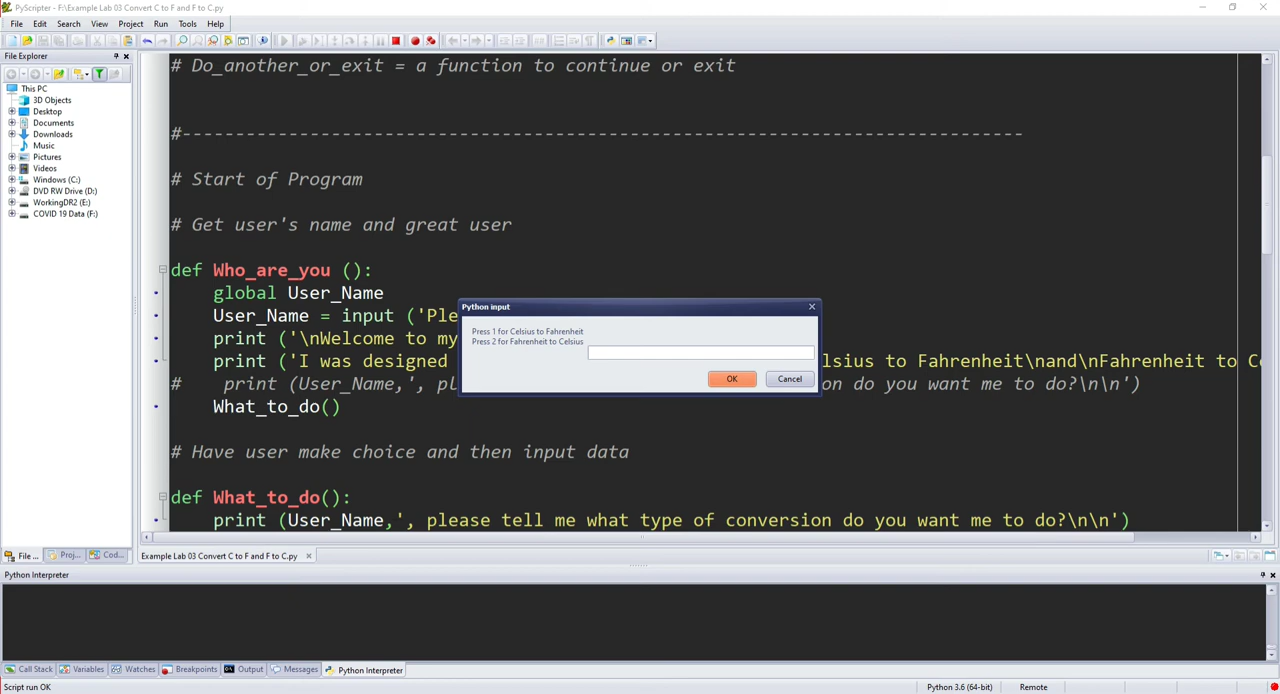 PyScripter - F:\Example Lab 03 Convert C to F and F to C.py
File Edit Search View Project Run Tools Help
File Explorer
This PC
3D Objects
Desktop
Documents
Downloads
Music
Pictures
Videos
Windows (C:)
DVD RW Drive (D:)
WorkingDR2 (E:)
COVID 19 Data (F:)
# Do_another_or_exit = a function to continue or exit
#-------------------------------------------------------------------------------
# Start of Program
# Get user's name and great user
def Who_are_you ():
global User_Name
User_Name = input ('Ple
print ('\nWelcome to my
print ('I was designed lsius to Fahrenheit\nand\nFahrenheit to Ce
# print (User_Name,', pl on do you want me to do?\n\n')
What_to_do()
# Have user make choice and then input data
def What_to_do():
print (User_Name,', please tell me what type of conversion do you want me to do?\n\n')
Python input
Press 1 for Celsius to Fahrenheit
Press 2 for Fahrenheit to Celsius
OK Cancel
File ... Proj... Cod...
Example Lab 03 Convert C to F and F to C.py
Python Interpreter
Call Stack Variables Watches Breakpoints Output Messages Python Interpreter
Script run OK Python 3.6 (64-bit) Remote